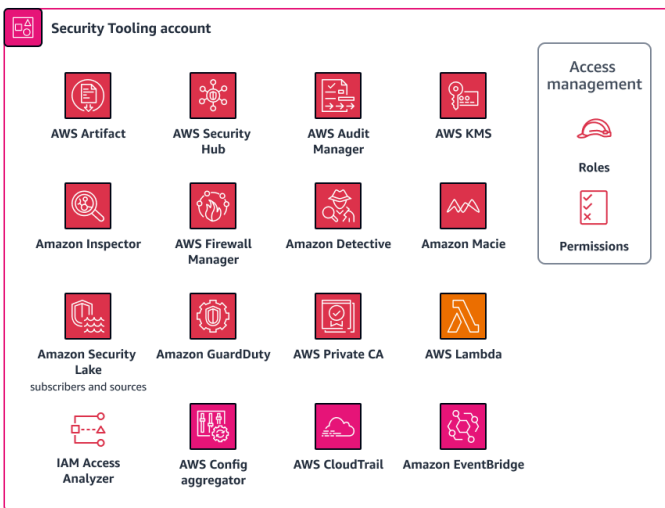 Security Tooling account
Access
management
AWS Artifact
AWS Security
Hub
AWS Audit
Manager
AWS KMS
Roles
Amazon Inspector
AWS Firewall
Manager
Amazon Detective
Amazon Macie
Permissions
Amazon Security
Lake
subscribers and sources
Amazon GuardDuty
AWS Private CA
AWS Lambda
IAM Access
Analyzer
AWS Config
aggregator
AWS CloudTrail
Amazon EventBridge